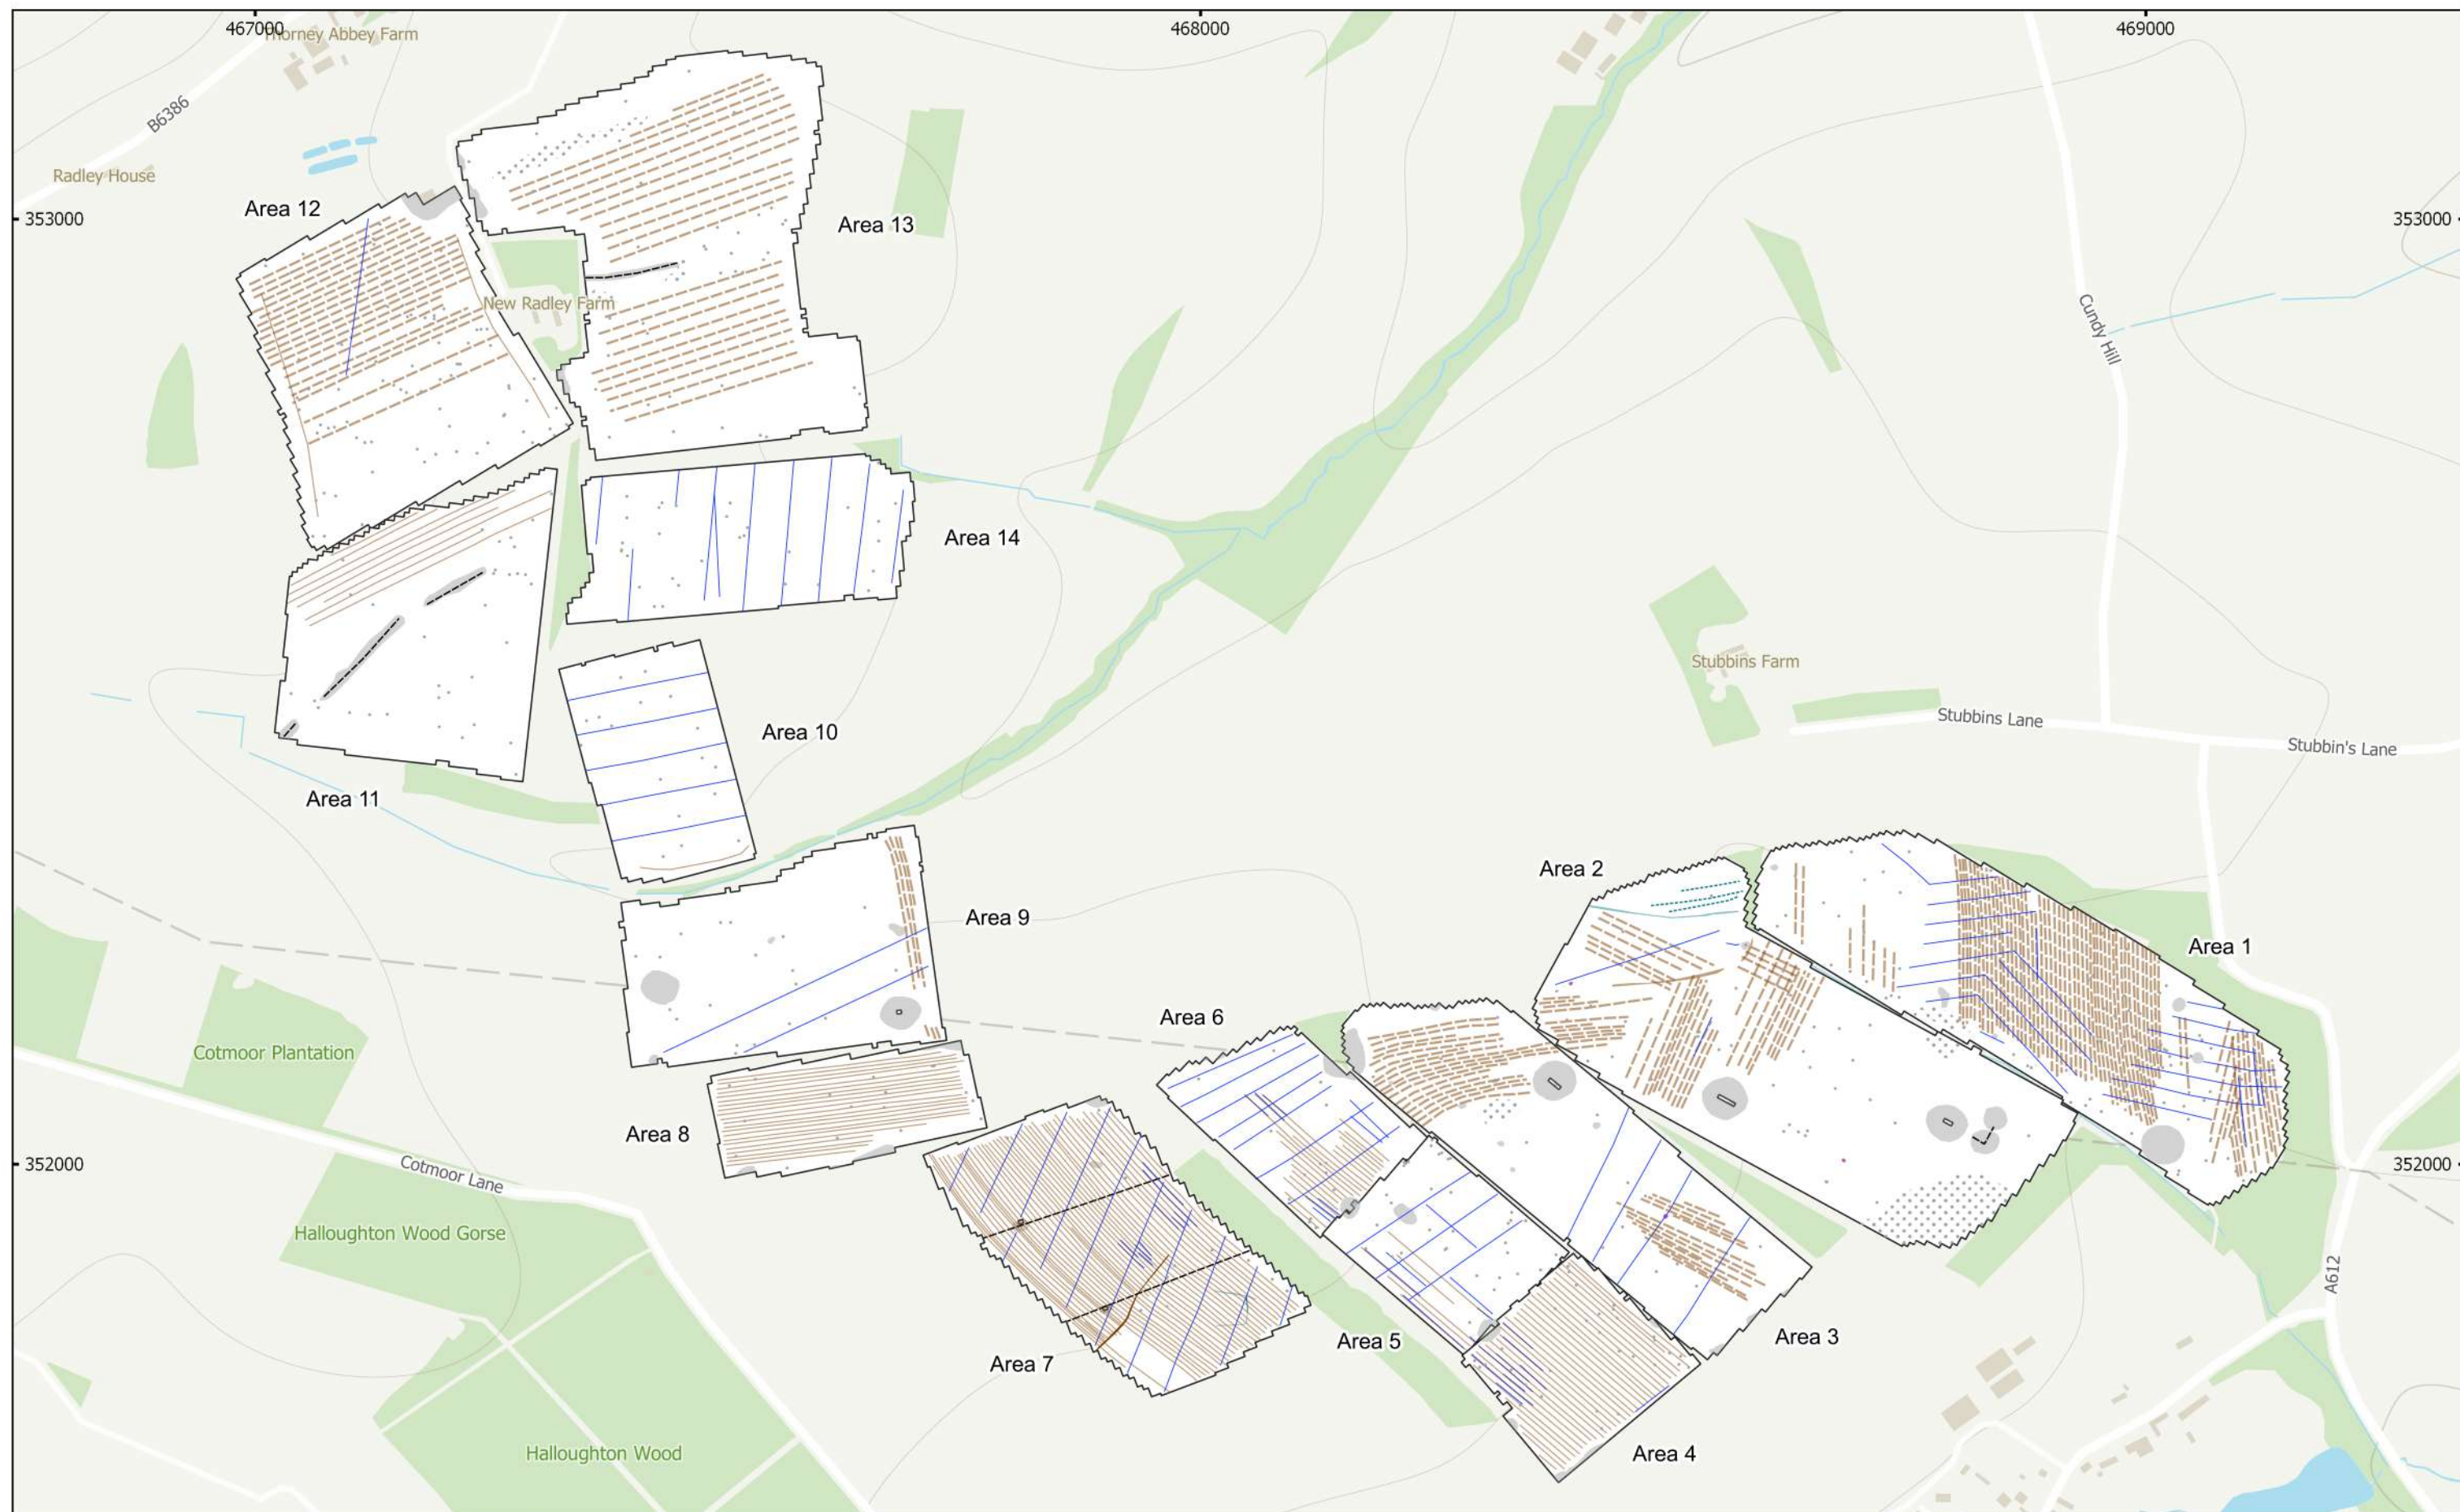 467000
468000
469000
Thorney Abbey Farm
B6386
Radley House
Area 12
353000
353000
Area 13
Cundy Hill
New Radley Farm
Area 14
Stubbins Farm
Stubbins Lane
Area 10
Stubbin's Lane
Area 11
Area 2
Area 9
Area 1
Area 6
Cotmoor Plantation
Area 8
352000
Cotmoor Lane
352000
Halloughton Wood Gorse
A612
Area 5
Area 3
Area 7
Halloughton Wood
Area 4